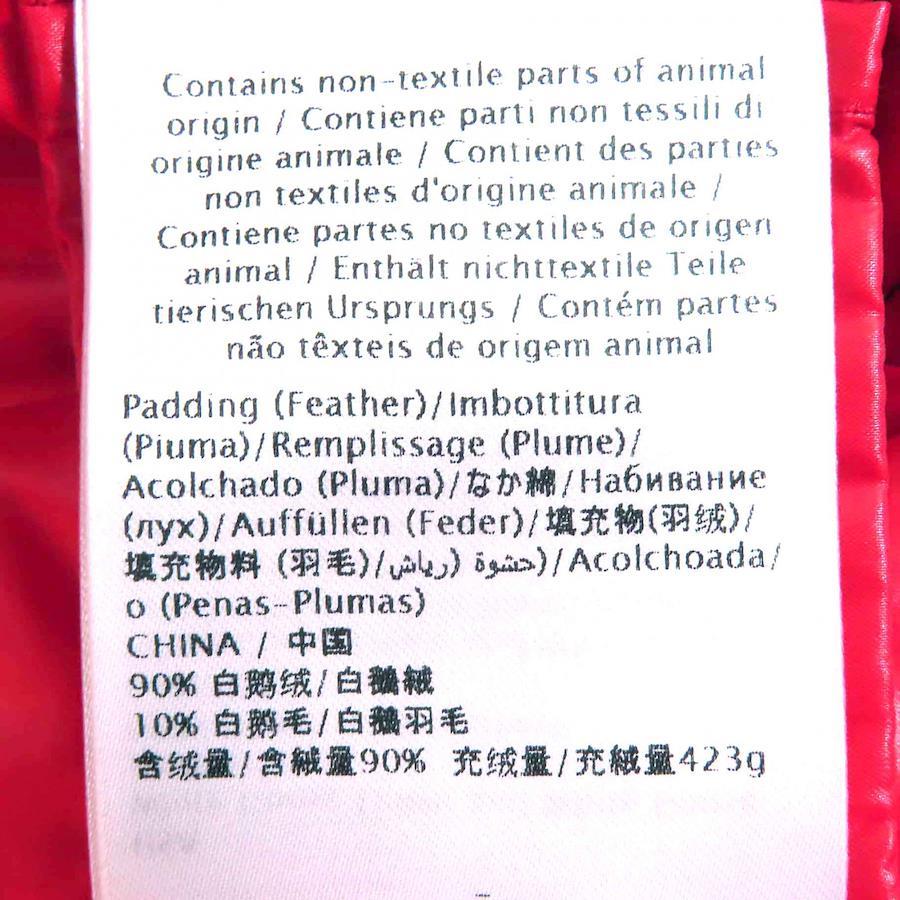 Contains non-textile parts of animal
origin / Contiene parti non tessili di
origine animale / Contient des parties
non textiles d'origine animale /
Contiene partes no textiles de origen
animal / Enthält nichttextile Teile
tierischen Ursprungs / Contém partes
não têxteis de origem animal
Padding (Feather)/Imbottitura
(Piuma)/Remplissage (Plume)/
Acolchado (Pluma)/なか綿/Набивание
(лух)/Auffüllen (Feder)/填充物(羽绒)/
填充物料 (羽毛)/حشوة (رياش)/Acolchoada/
o (Penas-Plumas)
CHINA / 中国
90% 白鹅绒/白鵝絨
10% 白鹅毛/白鵝羽毛
含绒量/含絨量90% 充绒量/充絨量423g